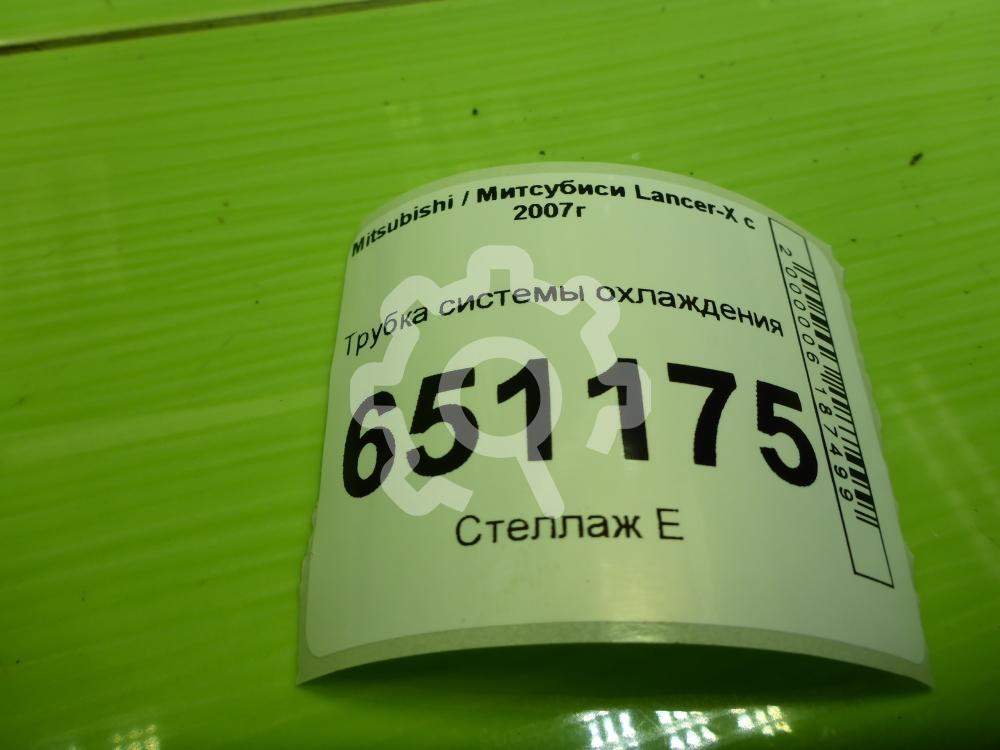 Mitsubishi / Митсубиси Lancer-X с
2007г
Трубка системы охлаждения
651175
Стеллаж Е
2000006187499